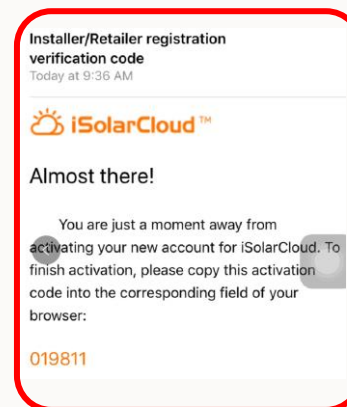 Installer/Retailer registration
verification code
Today at 9:36 AM
iSolarCloud™
Almost there!
You are just a moment away from
activating your new account for iSolarCloud. To
finish activation, please copy this activation
code into the corresponding field of your
browser:
019811